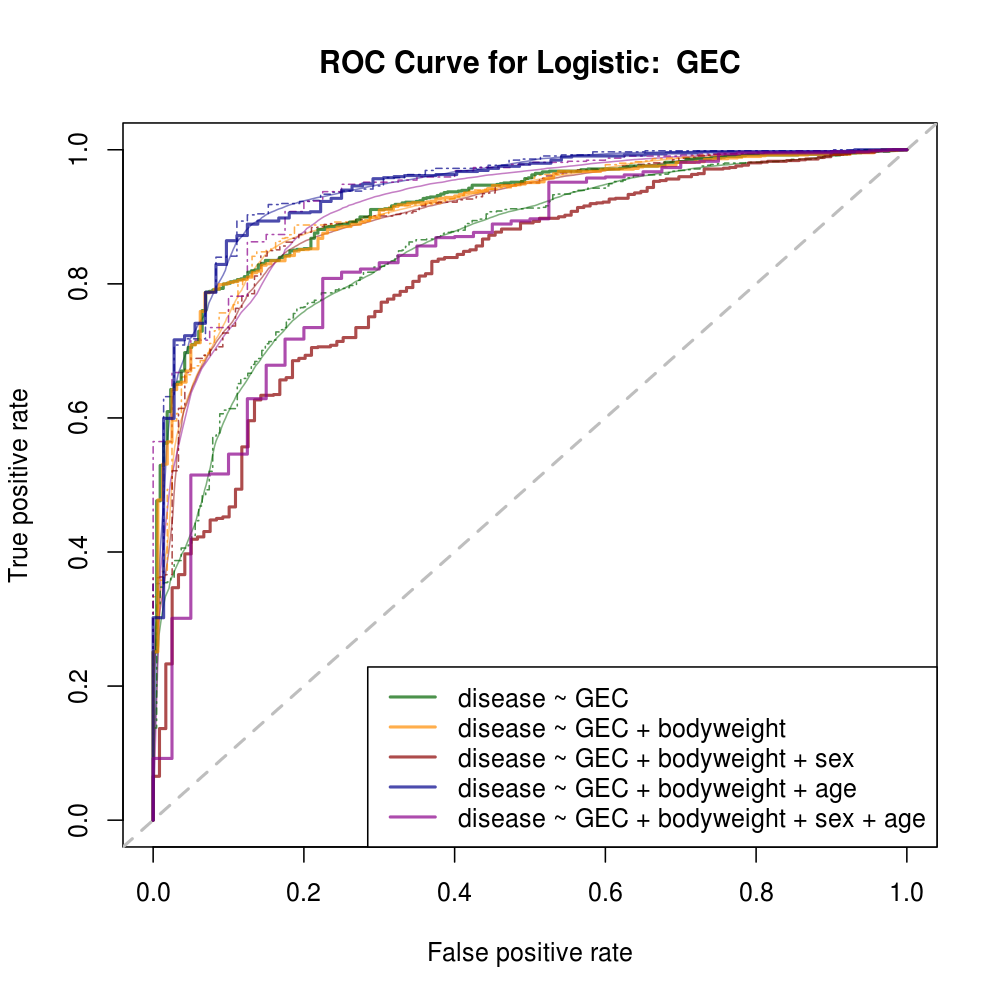 ROC Curve for Logistic:  GEC
True positive rate
1.0
0.8
0.6
0.4
0.2
0.0
disease ~ GEC
disease ~ GEC + bodyweight
disease ~ GEC + bodyweight + sex
disease ~ GEC + bodyweight + age
disease ~ GEC + bodyweight + sex + age
0.0 0.2 0.4 0.6 0.8 1.0
False positive rate